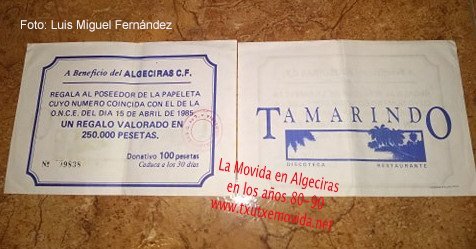 Foto: Luis Miguel Fernández
A Beneficio del ALGECIRAS C.F.
REGALA AL POSEEDOR DE LA PAPELETA
CUYO NUMERO COINCIDA CON EL DE LA
O.N.C.E. DEL DIA 15 DE ABRIL DE 1985,
UN REGALO VALORADO EN
250.000 PESETAS.
Nº 9838
Donativo 100 pesetas
Caduca a los 30 días
TAMARINDO
DISCOTECA RESTAURANTE
La Movida en Algeciras
en los años 80- 90
www.txutxemovida.net